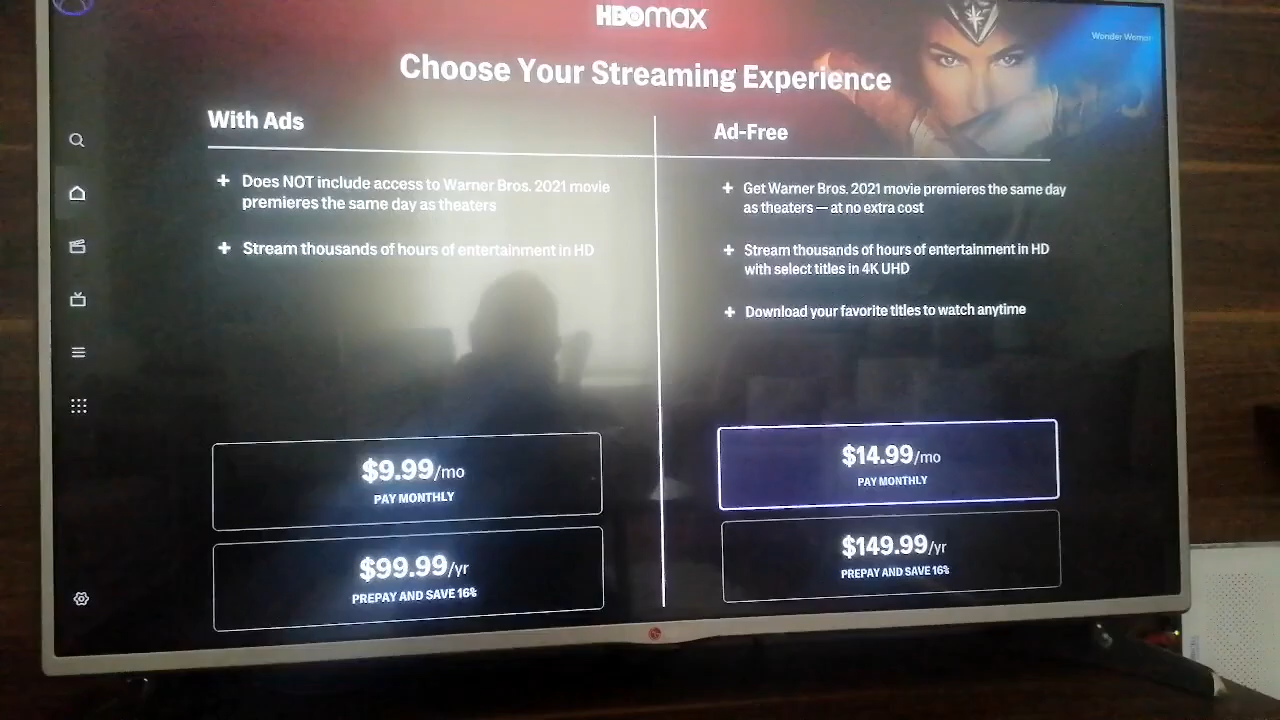 HBOmax
Wonder Woman
Choose Your Streaming Experience
With Ads
+ Does NOT include access to Warner Bros. 2021 movie
premieres the same day as theaters
+ Stream thousands of hours of entertainment in HD
$9.99/mo
PAY MONTHLY
$99.99/yr
PREPAY AND SAVE 16%
Ad-Free
+ Get Warner Bros. 2021 movie premieres the same day
as theaters — at no extra cost
+ Stream thousands of hours of entertainment in HD
with select titles in 4K UHD
+ Download your favorite titles to watch anytime
$14.99/mo
PAY MONTHLY
$149.99/yr
PREPAY AND SAVE 16%